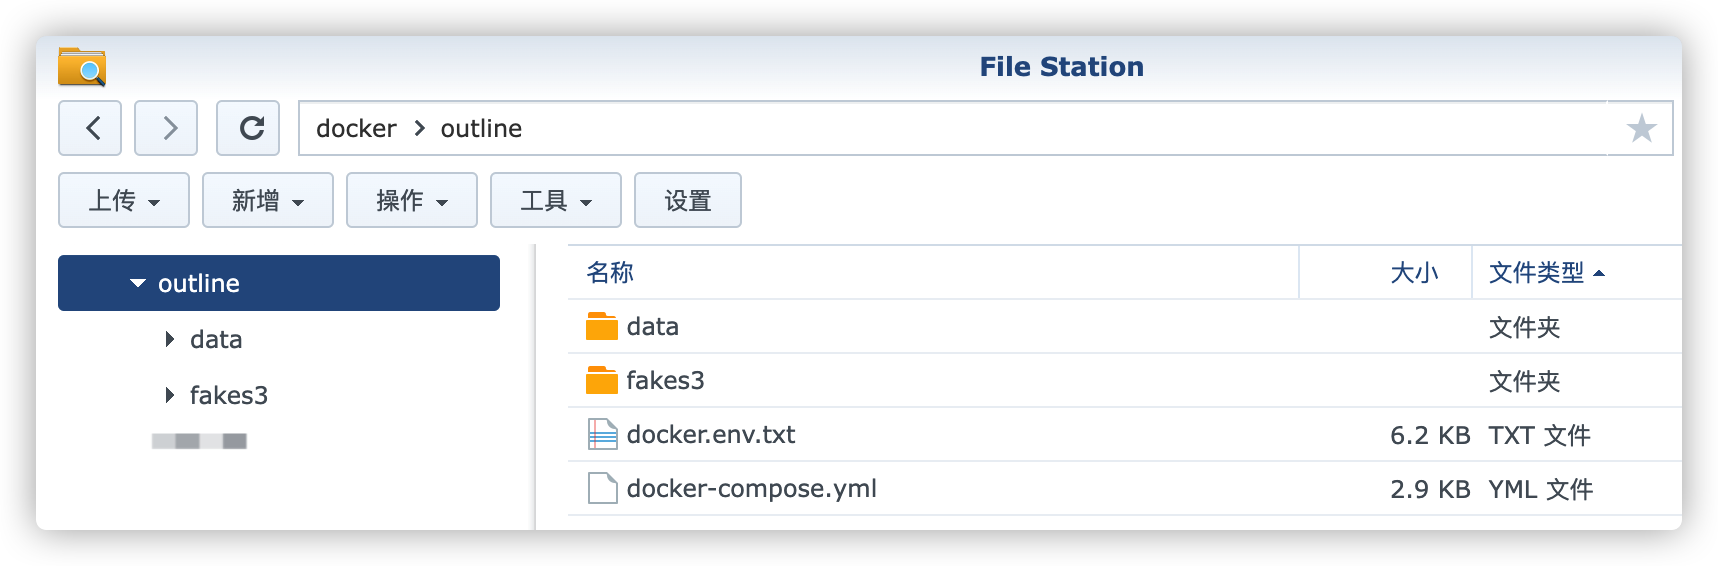 File Station
docker > outline
上传 新增 操作 工具 设置
outline
data
fakes3
名称 大小 文件类型
data 文件夹
fakes3 文件夹
docker.env.txt 6.2 KB TXT 文件
docker-compose.yml 2.9 KB YML 文件